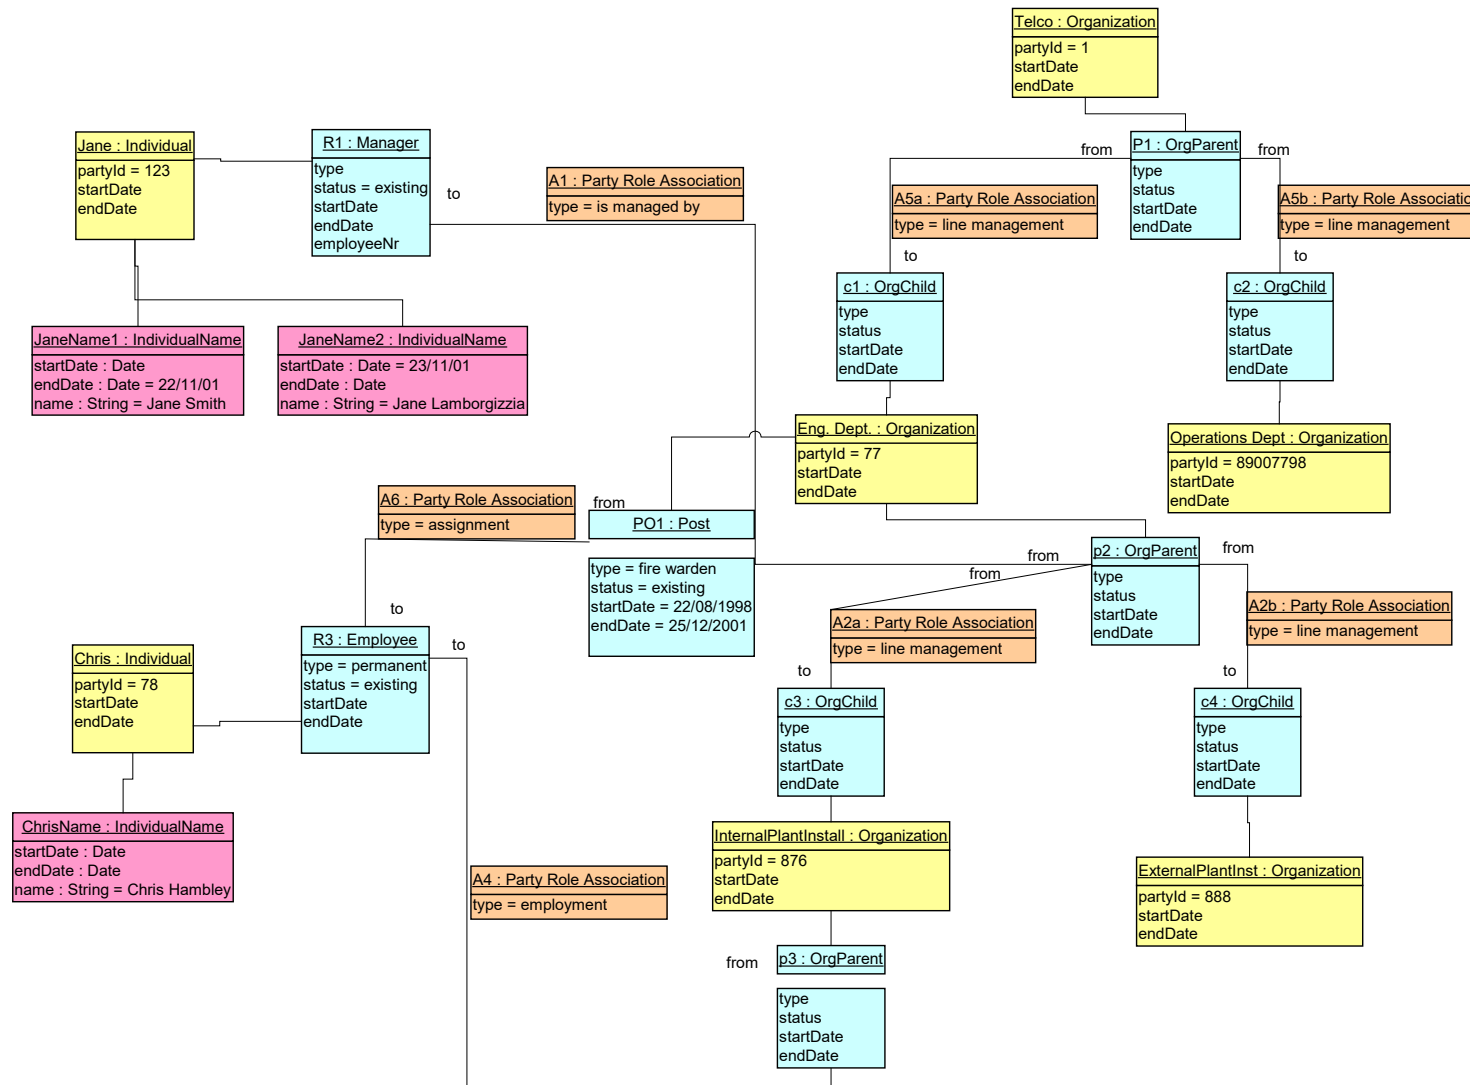 Telco : Organization
partyId = 1
startDate
endDate
Jane : Individual
partyId = 123
startDate
endDate
R1 : Manager
type
status = existing
startDate
endDate
employeeNr
to
A1 : Party Role Association
type = is managed by
from
P1 : OrgParent
type
status
startDate
endDate
from
A5a : Party Role Association
type = line management
A5b : Party Role Associatio
type = line management
to
to
c1 : OrgChild
type
status
startDate
endDate
c2 : OrgChild
type
status
startDate
endDate
JaneName1 : IndividualName
startDate : Date
endDate : Date = 22/11/01
name : String = Jane Smith
JaneName2 : IndividualName
startDate : Date = 23/11/01
endDate : Date
name : String = Jane Lamborgizzia
Eng. Dept. : Organization
partyId = 77
startDate
endDate
Operations Dept : Organization
partyId = 89007798
startDate
endDate
A6 : Party Role Association
type = assignment
from
PO1 : Post
type = fire warden
status = existing
startDate = 22/08/1998
endDate = 25/12/2001
from
from
p2 : OrgParent
type
status
startDate
endDate
from
A2a : Party Role Association
type = line management
A2b : Party Role Association
type = line management
to
R3 : Employee
type = permanent
status = existing
startDate
endDate
to
Chris : Individual
partyId = 78
startDate
endDate
to
c3 : OrgChild
type
status
startDate
endDate
to
c4 : OrgChild
type
status
startDate
endDate
ChrisName : IndividualName
startDate : Date
endDate : Date
name : String = Chris Hambley
A4 : Party Role Association
type = employment
InternalPlantInstall : Organization
partyId = 876
startDate
endDate
ExternalPlantInst : Organization
partyId = 888
startDate
endDate
from
p3 : OrgParent
type
status
startDate
endDate